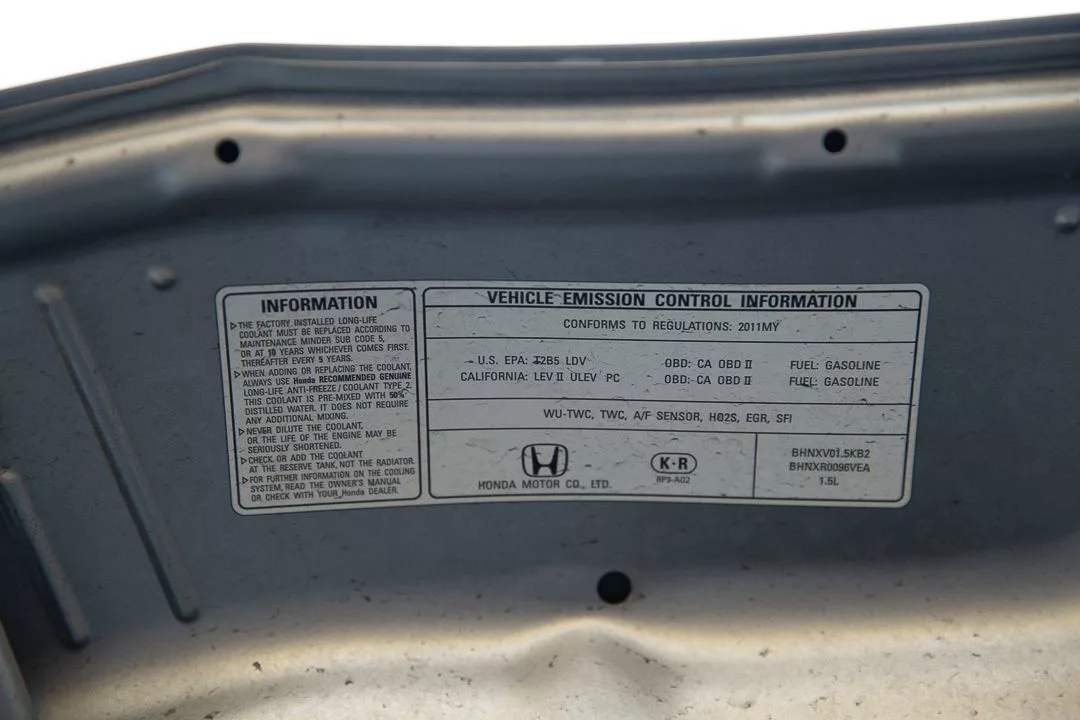 INFORMATION
▷THE FACTORY INSTALLED LONG-LIFE
COOLANT MUST BE REPLACED ACCORDING TO
MAINTENANCE MINDER SUB CODE 5,
OR AT 10 YEARS WHICHEVER COMES FIRST.
THEREAFTER EVERY 5 YEARS.
▷WHEN ADDING OR REPLACING THE COOLANT,
ALWAYS USE Honda RECOMMENDED GENUINE
LONG-LIFE ANTI-FREEZE/COOLANT TYPE 2.
THIS COOLANT IS PRE-MIXED WITH 50%
DISTILLED WATER. IT DOES NOT REQUIRE
ANY ADDITIONAL MIXING.
▷NEVER DILUTE THE COOLANT,
OR THE LIFE OF THE ENGINE MAY BE
SERIOUSLY SHORTENED.
▷CHECK OR ADD THE COOLANT
AT THE RESERVE TANK, NOT THE RADIATOR.
▷FOR FURTHER INFORMATION ON THE COOLING
SYSTEM, READ THE OWNER'S MANUAL
OR CHECK WITH YOUR Honda DEALER.
VEHICLE EMISSION CONTROL INFORMATION
CONFORMS TO REGULATIONS: 2011MY
U.S. EPA: T2B5 LDV OBD: CA OBD II FUEL: GASOLINE
CALIFORNIA: LEV II ULEV PC OBD: CA OBD II FUEL: GASOLINE
WU-TWC, TWC, A/F SENSOR, HO2S, EGR, SFI
HONDA MOTOR CO., LTD.
K·R
RP3-A02
BHNXV01.5KB2
BHNXR0096VEA
1.5L